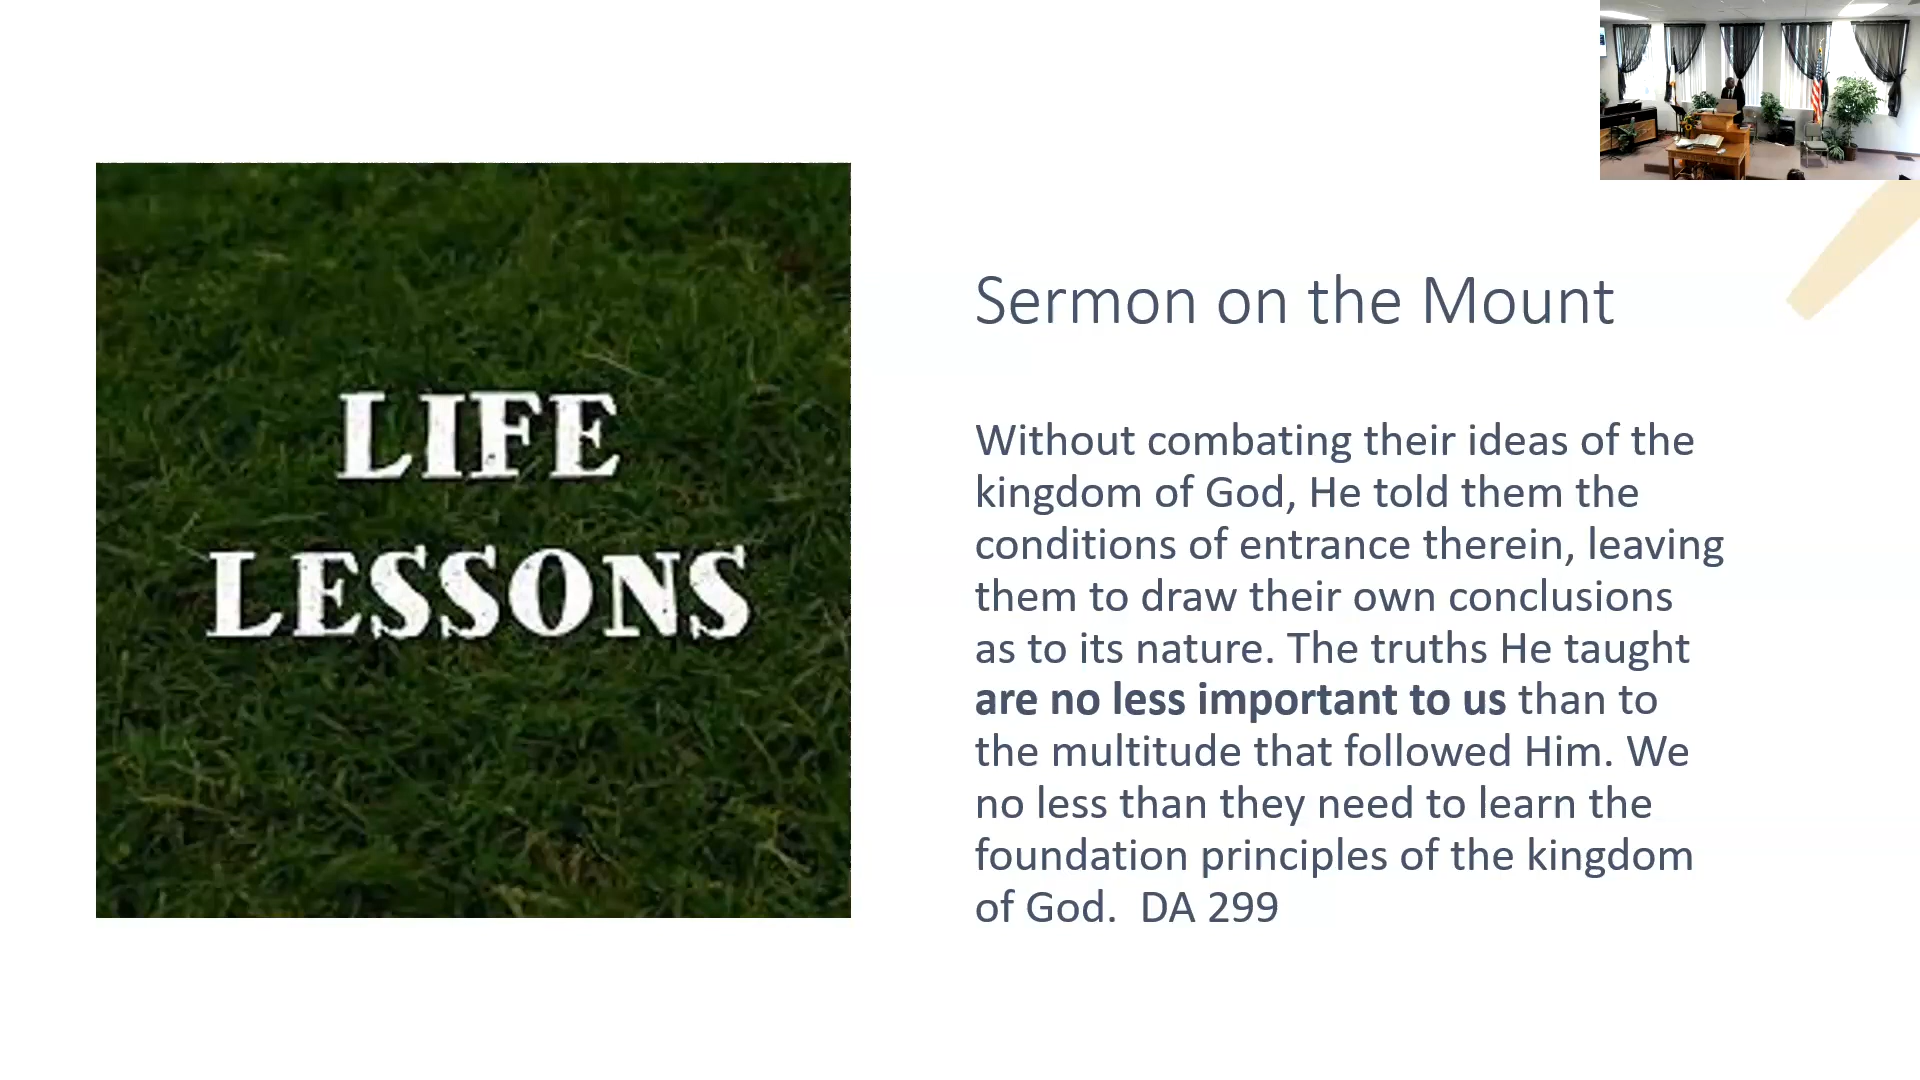 LIFE
LESSONS
Sermon on the Mount
Without combating their ideas of the
kingdom of God, He told them the
conditions of entrance therein, leaving
them to draw their own conclusions
as to its nature. The truths He taught
are no less important to us than to
the multitude that followed Him. We
no less than they need to learn the
foundation principles of the kingdom
of God.  DA 299